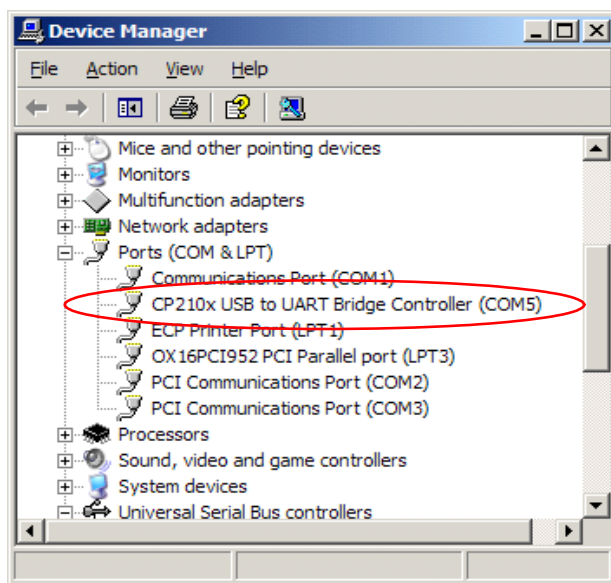 Device Manager
File Action View Help
Mice and other pointing devices
Monitors
Multifunction adapters
Network adapters
Ports (COM & LPT)
Communications Port (COM1)
CP210x USB to UART Bridge Controller (COM5)
ECP Printer Port (LPT1)
OX16PCI952 PCI Parallel port (LPT3)
PCI Communications Port (COM2)
PCI Communications Port (COM3)
Processors
Sound, video and game controllers
System devices
Universal Serial Bus controllers